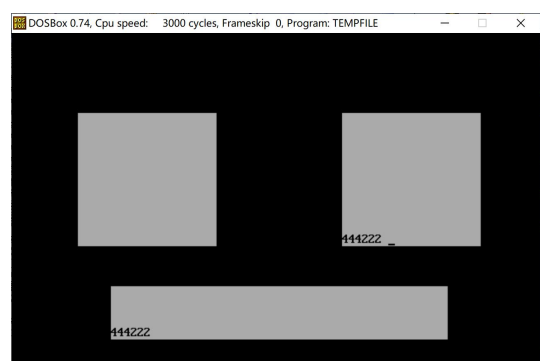 DOSBox 0.74, Cpu speed: 3000 cycles, Frameskip 0, Program: TEMPFILE
444222 _
444222